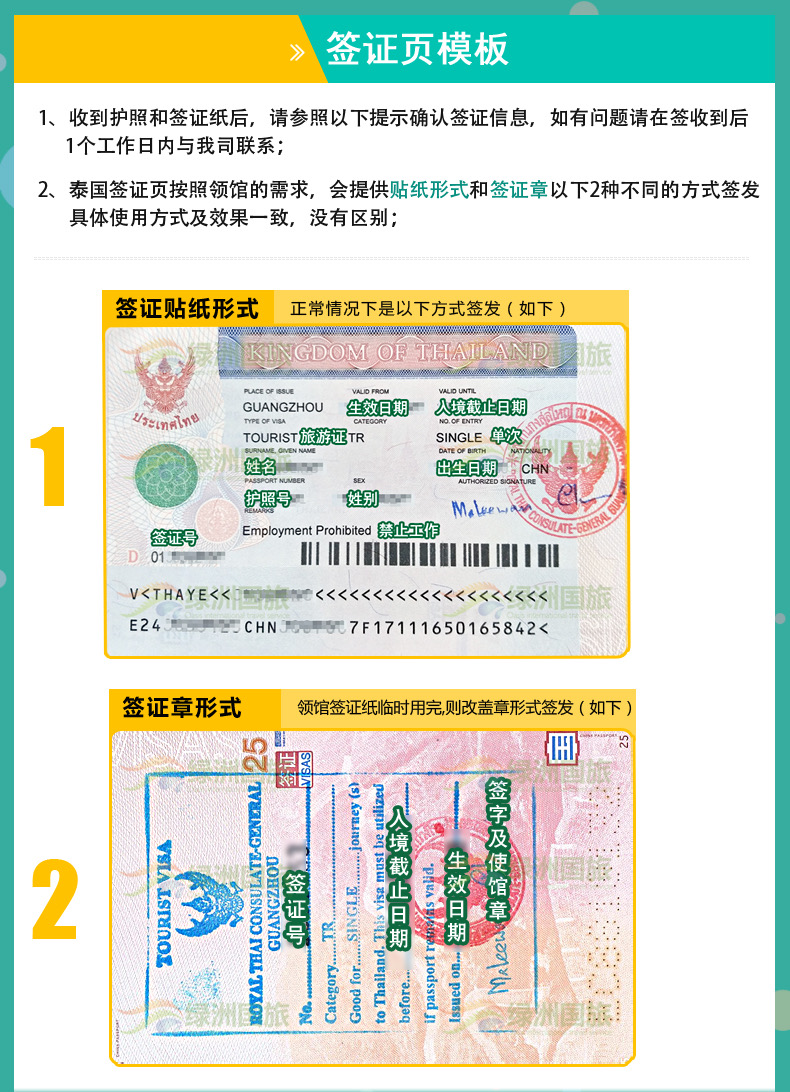 签证页模板
1、收到护照和签证纸后，请参照以下提示确认签证信息，如有问题请在签收到后
1个工作日内与我司联系；
2、泰国签证页按照领馆的需求，会提供贴纸形式和签证章以下2种不同的方式签发
具体使用方式及效果一致，没有区别；
1
签证贴纸形式 正常情况下是以下方式签发（如下）
KINGDOM OF THAILAND
ประเทศไทย
PLACE OF ISSUE VALID FROM VALID UNTIL
GUANGZHOU 生效日期 入境截止日期
TYPE OF VISA CATEGORY NO. OF ENTRY
TOURIST 旅游证 TR SINGLE 单次
SURNAME, GIVEN NAME DATE OF BIRTH NATIONALITY
姓名 出生日期 CHN
PASSPORT NUMBER SEX AUTHORIZED SIGNATURE
护照号 姓别
REMARKS
Employment Prohibited 禁止工作
签证号
D 01
CONSULATE-GENERAL
V<THAYE<< <<<<<<<<<<<<<<<<<<<<
E24 CHN 7F17111650165842<
绿洲国旅
2
签证章形式 领馆签证纸临时用完,则改盖章形式签发（如下）
25
签证
VISAS
CHINA PASSPORT
25
TOURIST VISA
ROYAL THAI CONSULATE-GENERAL
GUANGZHOU
签证号
No.
Category TR
Good for SINGLE journey (s)
to Thailand. This visa must be utilized
入境截止日期
before
if passport remains valid.
生效日期
Issued on
签字及使馆章
绿洲国旅